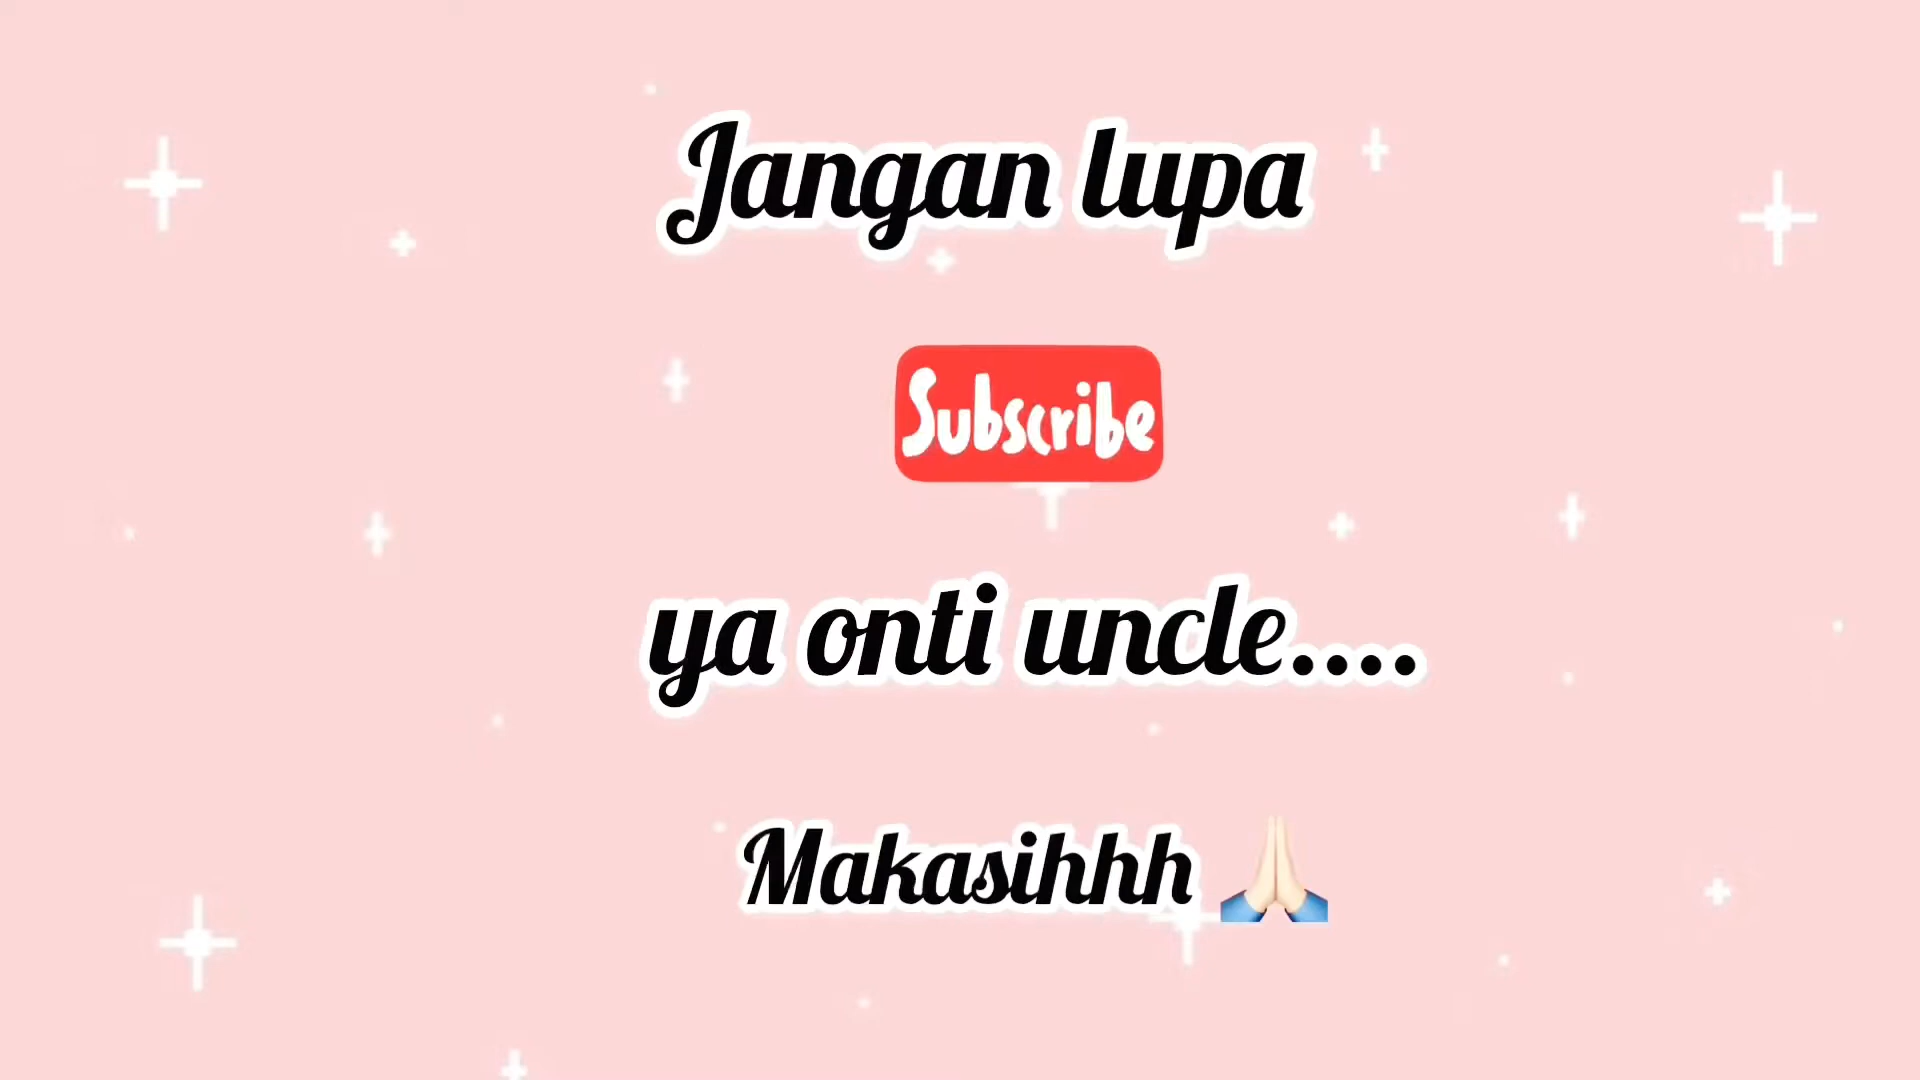 Jangan lupa
Subscribe
ya onti uncle....
Makasihhh 🙏🏻